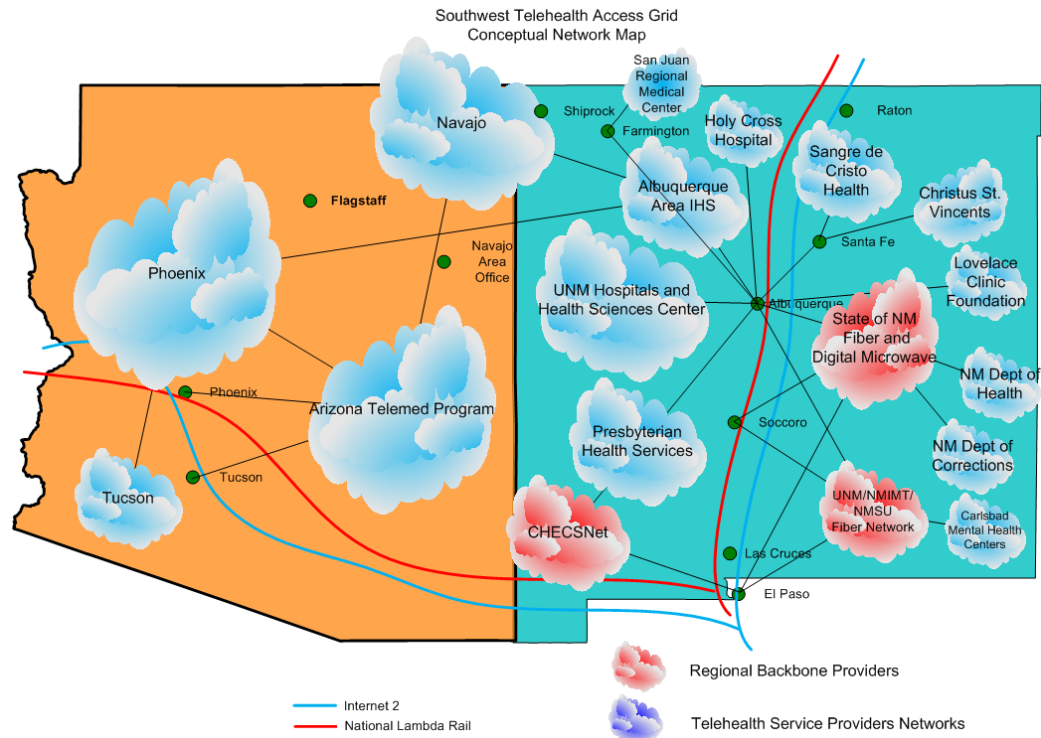 Southwest Telehealth Access Grid
Conceptual Network Map
San Juan
Regional
Medical
Center
Navajo
Shiprock
Farmington
Holy Cross
Hospital
Raton
Sangre de
Cristo
Health
Albuquerque
Area IHS
Christus St.
Vincents
Flagstaff
Navajo
Area
Office
Santa Fe
Phoenix
UNM Hospitals and
Health Sciences Center
Albuquerque
Lovelace
Clinic
Foundation
State of NM
Fiber and
Digital Microwave
NM Dept of
Health
Phoenix
Arizona Telemed Program
Presbyterian
Health Services
Soccoro
NM Dept of
Corrections
Tucson
Tucson
CHECSNet
UNM/NMIMT/
NMSU
Fiber Network
Carlsbad
Mental Health
Centers
Las Cruces
El Paso
Regional Backbone Providers
Internet 2
National Lambda Rail
Telehealth Service Providers Networks